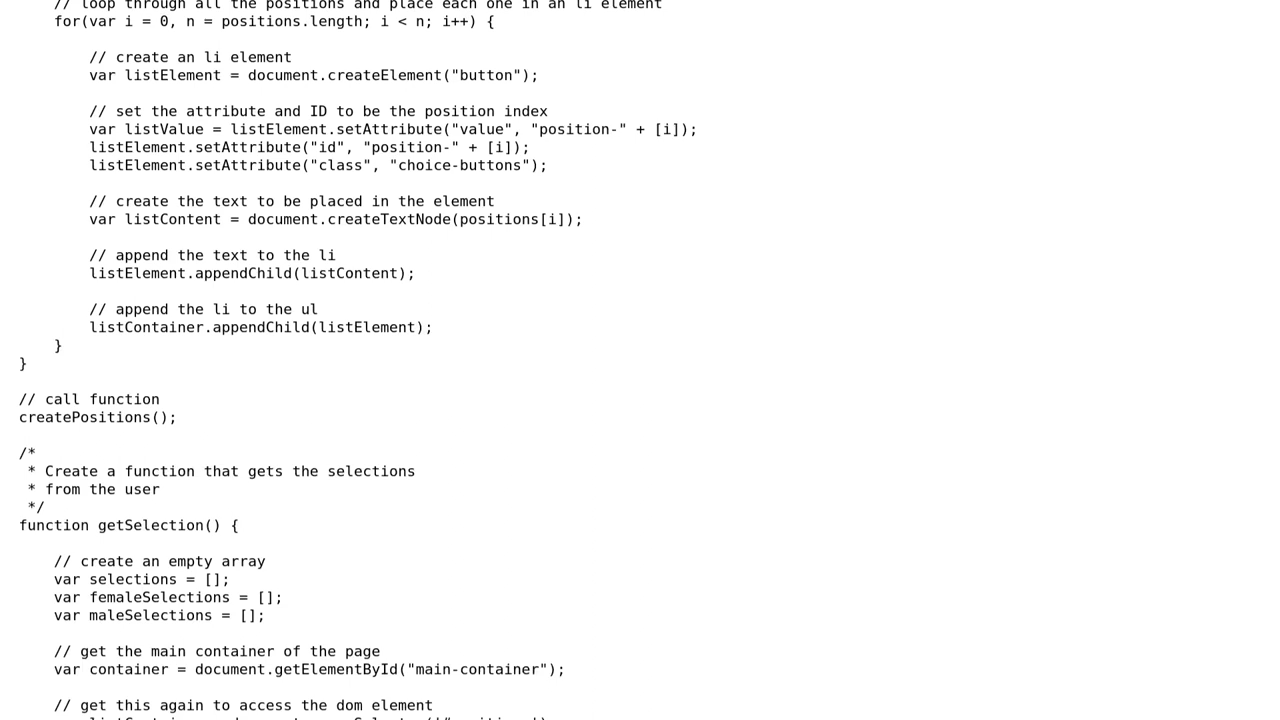 // loop through all the positions and place each one in an li element
for(var i = 0, n = positions.length; i < n; i++) {
// create an li element
var listElement = document.createElement("button");
// set the attribute and ID to be the position index
var listValue = listElement.setAttribute("value", "position-" + [i]);
listElement.setAttribute("id", "position-" + [i]);
listElement.setAttribute("class", "choice-buttons");
// create the text to be placed in the element
var listContent = document.createTextNode(positions[i]);
// append the text to the li
listElement.appendChild(listContent);
// append the li to the ul
listContainer.appendChild(listElement);
}
}
// call function
createPositions();
/*
* Create a function that gets the selections
* from the user
*/
function getSelection() {
// create an empty array
var selections = [];
var femaleSelections = [];
var maleSelections = [];
// get the main container of the page
var container = document.getElementById("main-container");
// get this again to access the dom element